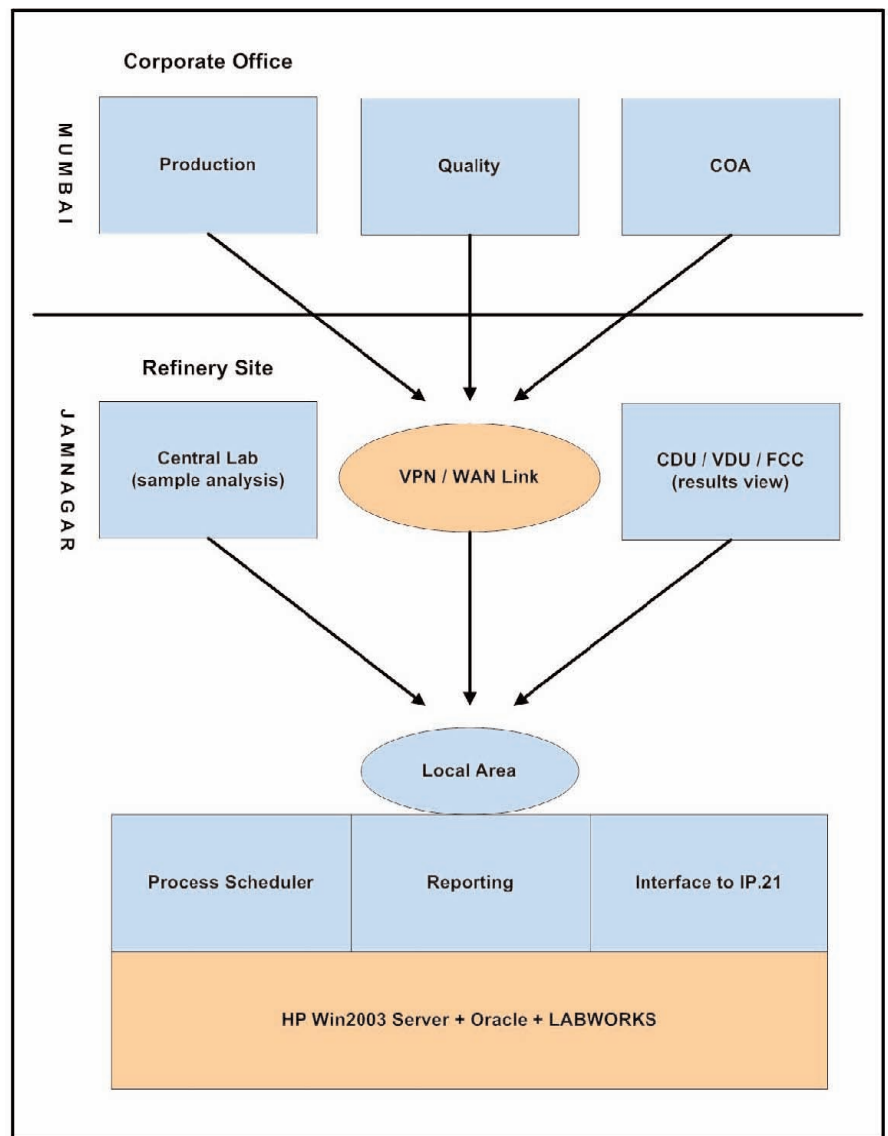 Corporate Office
MUMBAI
Production
Quality
COA
Refinery Site
JAMNAGAR
Central Lab
(sample analysis)
VPN / WAN Link
CDU / VDU / FCC
(results view)
Local Area
Process Scheduler
Reporting
Interface to IP.21
HP Win2003 Server + Oracle + LABWORKS